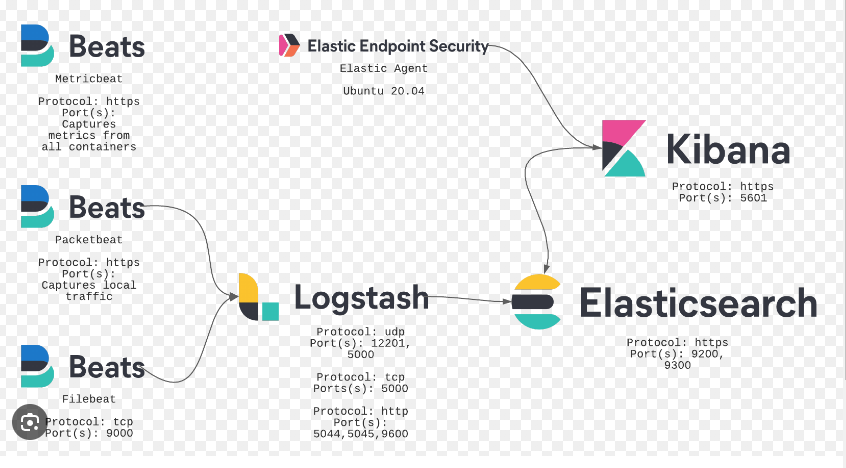 Beats
Metricbeat
Protocol: https
Port(s):
Captures
metrics from
all containers
Elastic Endpoint Security
Elastic Agent
Ubuntu 20.04
Kibana
Protocol: https
Port(s): 5601
Beats
Packetbeat
Protocol: https
Port(s):
Captures local
traffic
Logstash
Protocol: udp
Port(s): 12201,
5000
Protocol: tcp
Ports(s): 5000
Protocol: http
Port(s):
5044,5045,9600
Elasticsearch
Protocol: https
Port(s): 9200,
9300
Beats
Filebeat
Protocol: tcp
Port(s): 9000